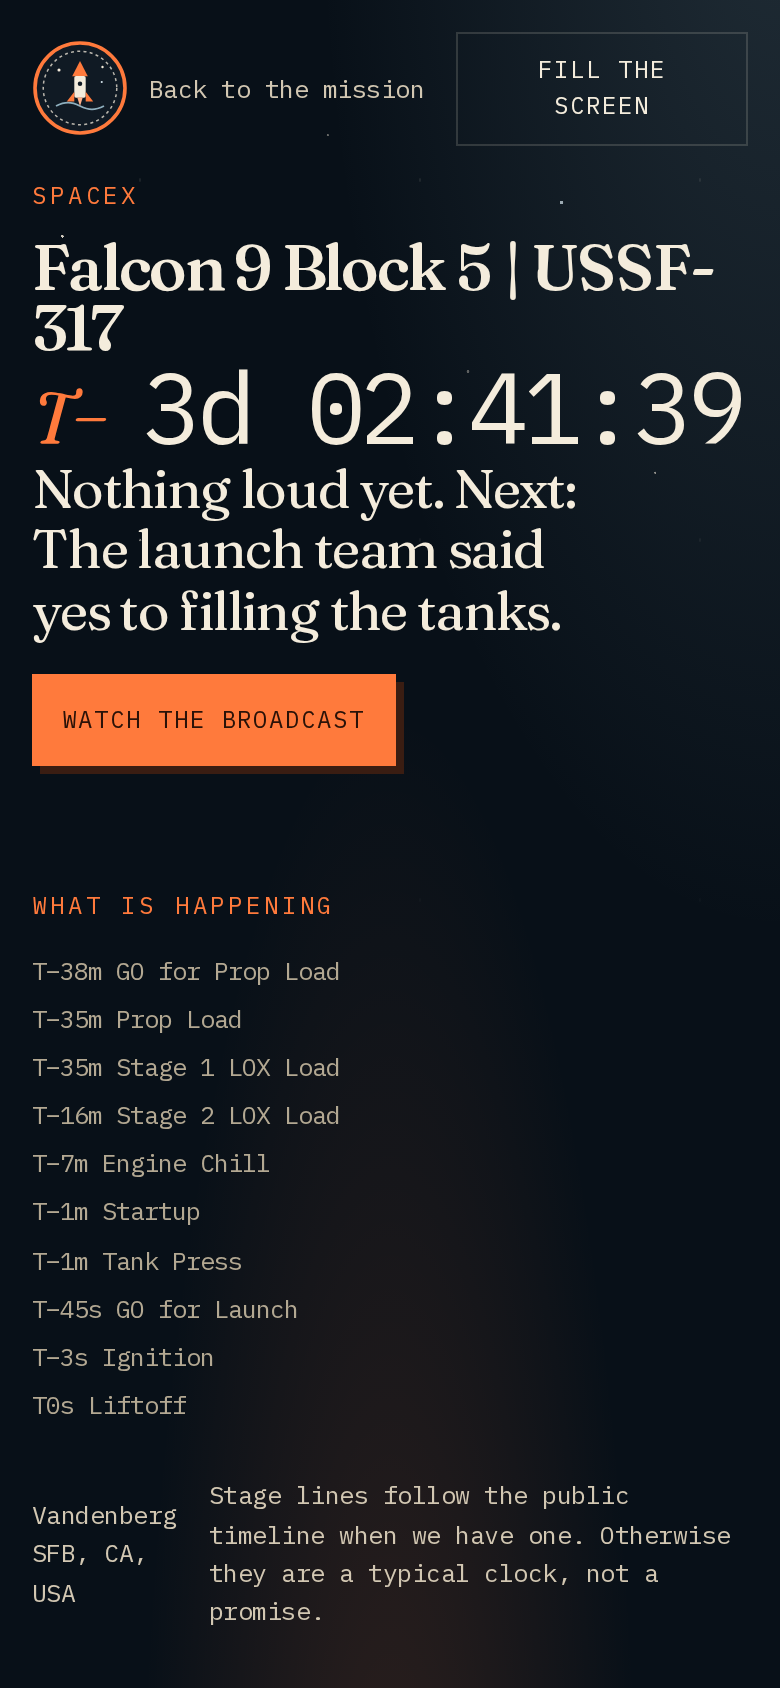 Back to the mission
FILL THE
SCREEN
SPACEX
Falcon 9 Block 5 | USSF-
317
T− 3d 02:41:39
Nothing loud yet. Next:
The launch team said
yes to filling the tanks.
WATCH THE BROADCAST
WHAT IS HAPPENING
T−38m GO for Prop Load
T−35m Prop Load
T−35m Stage 1 LOX Load
T−16m Stage 2 LOX Load
T−7m Engine Chill
T−1m Startup
T−1m Tank Press
T−45s GO for Launch
T−3s Ignition
T0s Liftoff
Vandenberg
SFB, CA,
USA
Stage lines follow the public
timeline when we have one. Otherwise
they are a typical clock, not a
promise.